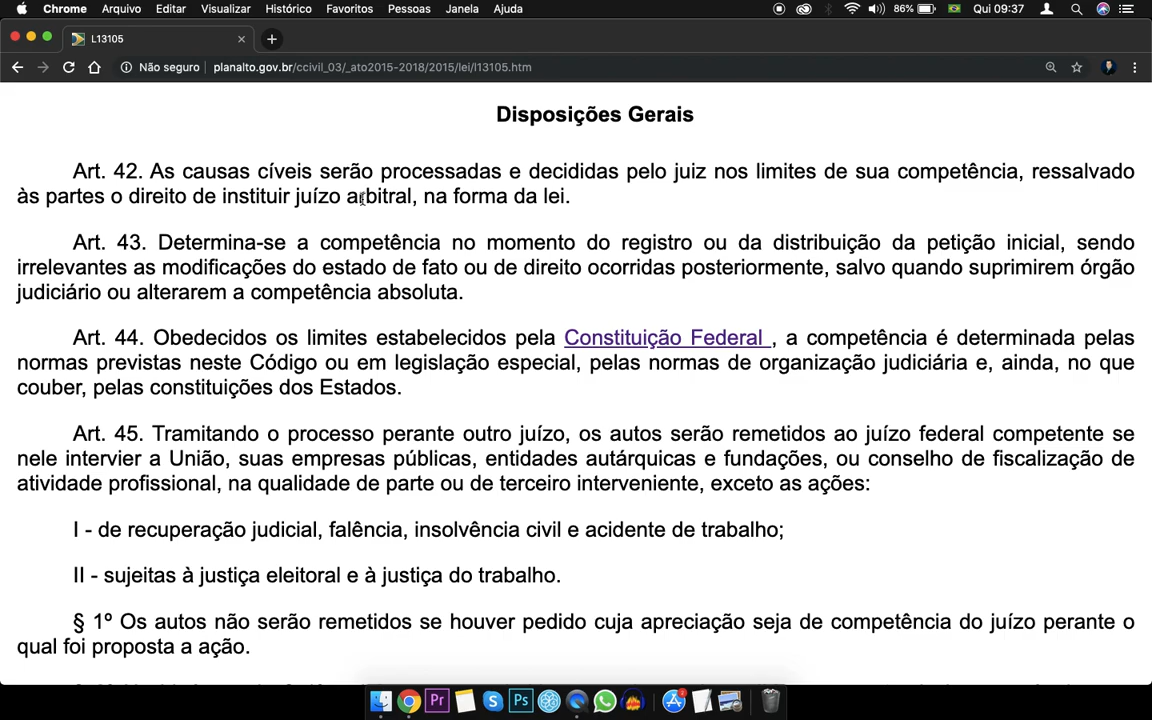 Chrome Arquivo Editar Visualizar Histórico Favoritos Pessoas Janela Ajuda 86% Qui 09:37
L13105
Não seguro planalto.gov.br/ccivil_03/_ato2015-2018/2015/lei/l13105.htm
Disposições Gerais
Art. 42. As causas cíveis serão processadas e decididas pelo juiz nos limites de sua competência, ressalvado
às partes o direito de instituir juízo arbitral, na forma da lei.
Art. 43. Determina-se a competência no momento do registro ou da distribuição da petição inicial, sendo
irrelevantes as modificações do estado de fato ou de direito ocorridas posteriormente, salvo quando suprimirem órgão
judiciário ou alterarem a competência absoluta.
Art. 44. Obedecidos os limites estabelecidos pela Constituição Federal , a competência é determinada pelas
normas previstas neste Código ou em legislação especial, pelas normas de organização judiciária e, ainda, no que
couber, pelas constituições dos Estados.
Art. 45. Tramitando o processo perante outro juízo, os autos serão remetidos ao juízo federal competente se
nele intervier a União, suas empresas públicas, entidades autárquicas e fundações, ou conselho de fiscalização de
atividade profissional, na qualidade de parte ou de terceiro interveniente, exceto as ações:
I - de recuperação judicial, falência, insolvência civil e acidente de trabalho;
II - sujeitas à justiça eleitoral e à justiça do trabalho.
§ 1º Os autos não serão remetidos se houver pedido cuja apreciação seja de competência do juízo perante o
qual foi proposta a ação.
Pr Ps